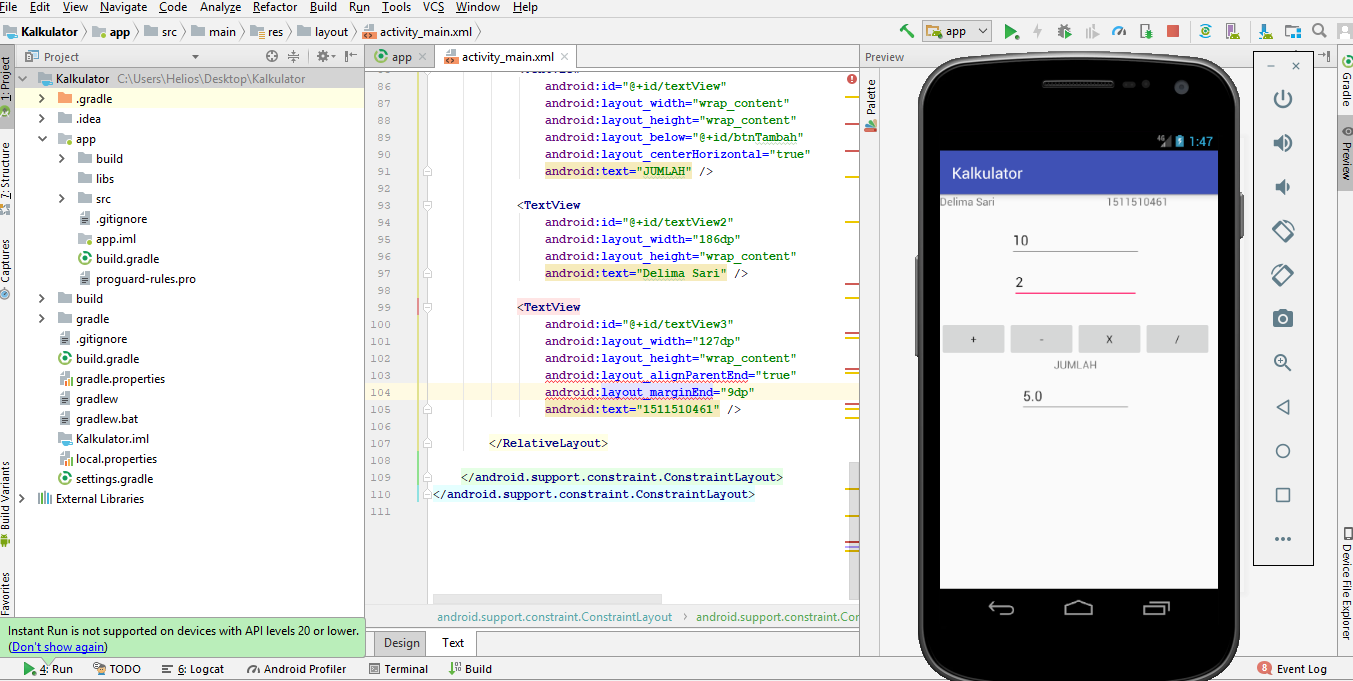 File Edit View Navigate Code Analyze Refactor Build Run Tools VCS Window Help
Kalkulator app src main res layout activity_main.xml
app
1: Project
7: Structure
Captures
Build Variants
Favorites
Project
Kalkulator C:\Users\Helios\Desktop\Kalkulator
.gradle
.idea
app
build
libs
src
.gitignore
app.iml
build.gradle
proguard-rules.pro
build
gradle
.gitignore
build.gradle
gradle.properties
gradlew
gradlew.bat
Kalkulator.iml
local.properties
settings.gradle
External Libraries
Instant Run is not supported on devices with API levels 20 or lower.
(Don't show again)
app activity_main.xml
86 android:id="@+id/textView"
87 android:layout_width="wrap_content"
88 android:layout_height="wrap_content"
89 android:layout_below="@+id/btnTambah"
90 android:layout_centerHorizontal="true"
91 android:text="JUMLAH" />
92
93 <TextView
94 android:id="@+id/textView2"
95 android:layout_width="186dp"
96 android:layout_height="wrap_content"
97 android:text="Delima Sari" />
98
99 <TextView
100 android:id="@+id/textView3"
101 android:layout_width="127dp"
102 android:layout_height="wrap_content"
103 android:layout_alignParentEnd="true"
104 android:layout_marginEnd="9dp"
105 android:text="1511510461" />
106
107 </RelativeLayout>
108
109 </android.support.constraint.ConstraintLayout>
110 </android.support.constraint.ConstraintLayout>
111
android.support.constraint.ConstraintLayout android.support.constraint.Cor
Design Text
Preview
Palette
4G 1:47
Kalkulator
Delima Sari 1511510461
10
2
+ - X /
JUMLAH
5.0
Gradle
Preview
Device File Explorer
4: Run TODO 6: Logcat Android Profiler Terminal Build 8 Event Log